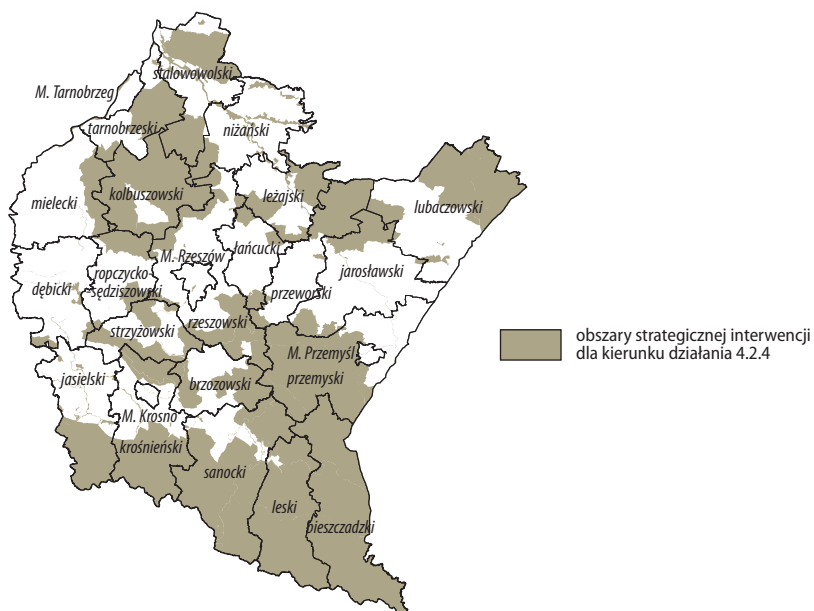 stalowowolski
M. Tarnobrzeg
tarnobrzeski
niżański
kolbuszowski
leżajski
mielecki
lubaczowski
M. Rzeszów
łańcucki
jarosławski
ropczycko-
sędziszowski
dębicki
przeworski
rzeszowski
strzyżowski
obszary strategicznej interwencji
dla kierunku działania 4.2.4
M. Przemyśl
przemyski
jasielski
brzozowski
M. Krosno
krośnieński
sanocki
leski
bieszczadzki